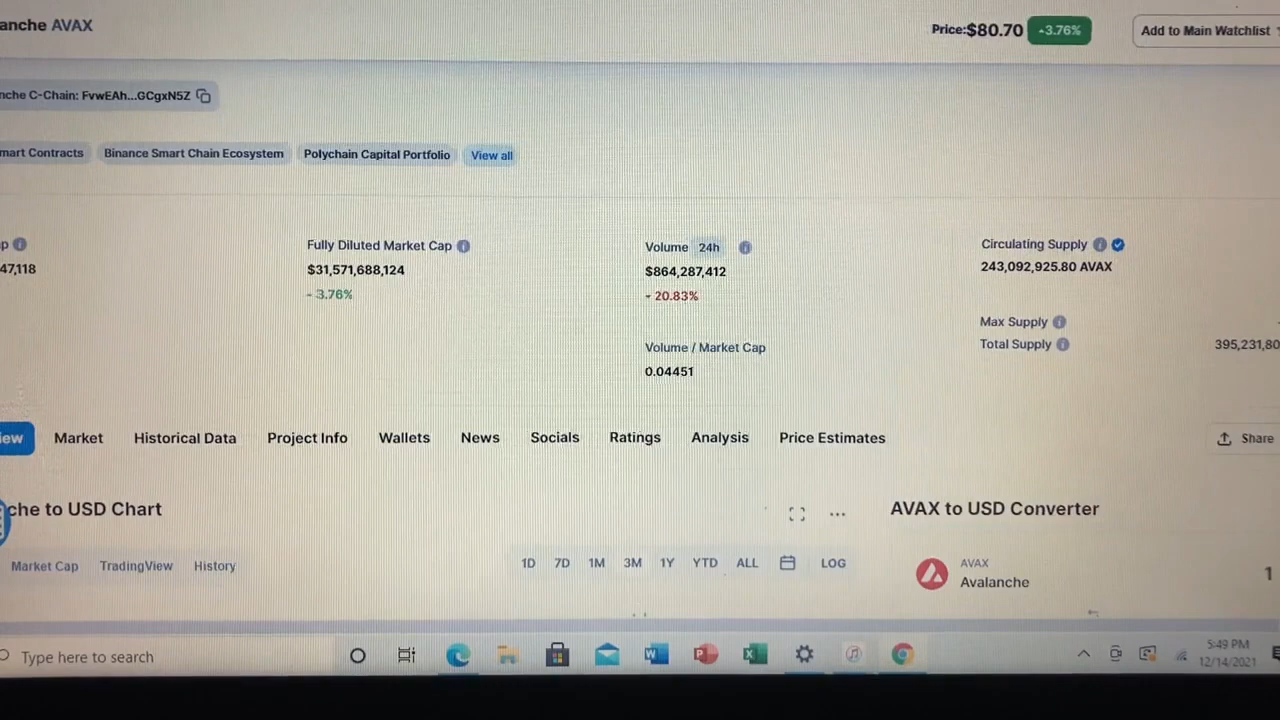 anche AVAX
Price:$80.70 3.76%
Add to Main Watchlist
nche C-Chain: FvwEAh...GCgxN5Z
mart Contracts
Binance Smart Chain Ecosystem
Polychain Capital Portfolio
View all
p
47,118
Fully Diluted Market Cap
$31,571,688,124
- 3.76%
Volume 24h
$864,287,412
- 20.83%
Volume / Market Cap
0.04451
Circulating Supply
243,092,925.80 AVAX
Max Supply
Total Supply 395,231,80
iew
Market
Historical Data
Project Info
Wallets
News
Socials
Ratings
Analysis
Price Estimates
Share
che to USD Chart
Market Cap
TradingView
History
1D
7D
1M
3M
1Y
YTD
ALL
LOG
AVAX to USD Converter
AVAX
Avalanche
1
Type here to search
5:49 PM
12/14/2021